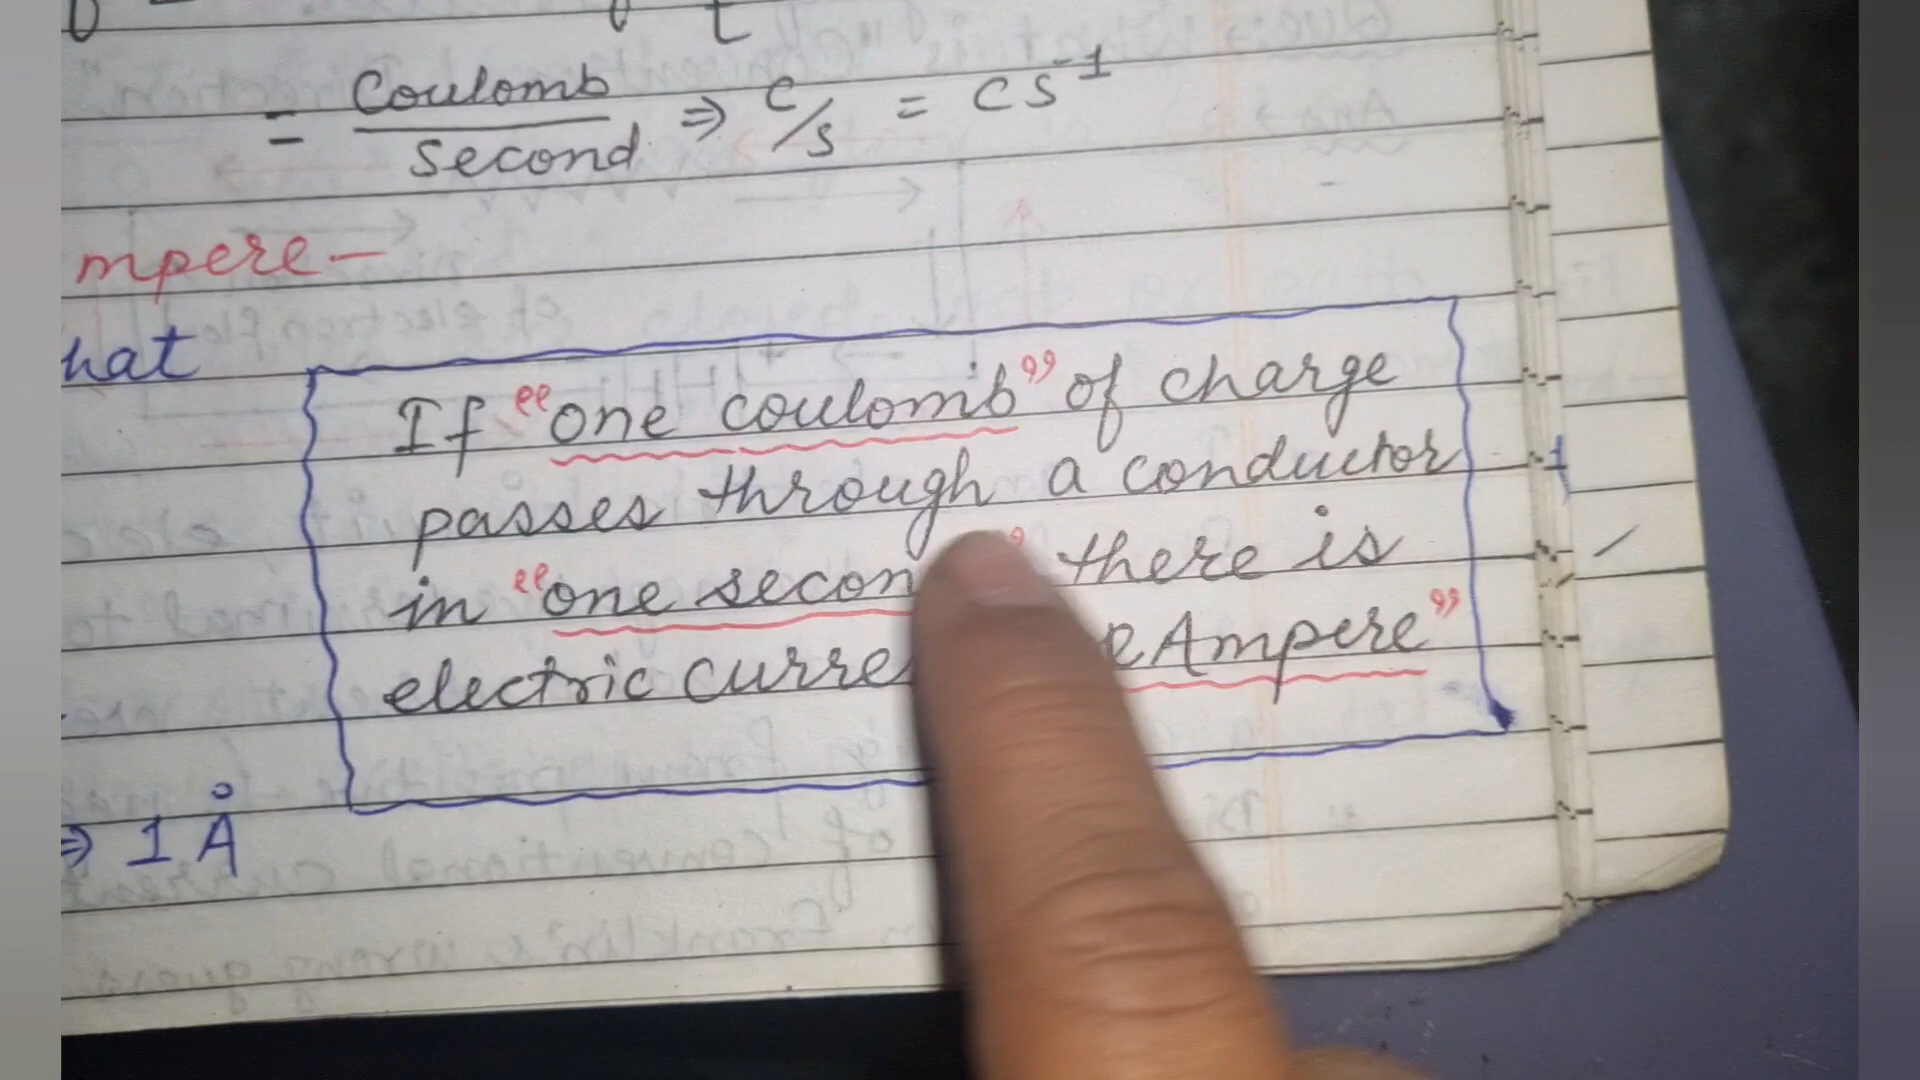 t
= Coulomb / Second ⇒ C/s = CS⁻¹
mpere –
hat
If "one coulomb" of charge
passes through a conductor
in "one secon" there is
electric curre e Ampere"
⇒ 1 Å